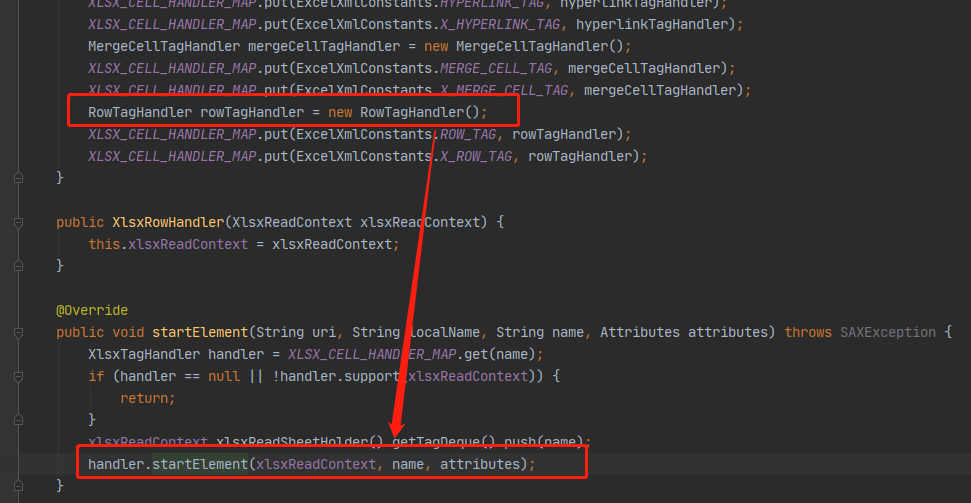 XLSX_CELL_HANDLER_MAP.put(ExcelXmlConstants.HYPERLINK_TAG, hyperlinkTagHandler);
XLSX_CELL_HANDLER_MAP.put(ExcelXmlConstants.X_HYPERLINK_TAG, hyperlinkTagHandler);
MergeCellTagHandler mergeCellTagHandler = new MergeCellTagHandler();
XLSX_CELL_HANDLER_MAP.put(ExcelXmlConstants.MERGE_CELL_TAG, mergeCellTagHandler);
XLSX_CELL_HANDLER_MAP.put(ExcelXmlConstants.X_MERGE_CELL_TAG, mergeCellTagHandler);
RowTagHandler rowTagHandler = new RowTagHandler();
XLSX_CELL_HANDLER_MAP.put(ExcelXmlConstants.ROW_TAG, rowTagHandler);
XLSX_CELL_HANDLER_MAP.put(ExcelXmlConstants.X_ROW_TAG, rowTagHandler);
}
public XlsxRowHandler(XlsxReadContext xlsxReadContext) {
this.xlsxReadContext = xlsxReadContext;
}
@Override
public void startElement(String uri, String localName, String name, Attributes attributes) throws SAXException {
XlsxTagHandler handler = XLSX_CELL_HANDLER_MAP.get(name);
if (handler == null || !handler.support(xlsxReadContext)) {
return;
}
xlsxReadContext.xlsxReadSheetHolder().getTagDeque().push(name);
handler.startElement(xlsxReadContext, name, attributes);
}